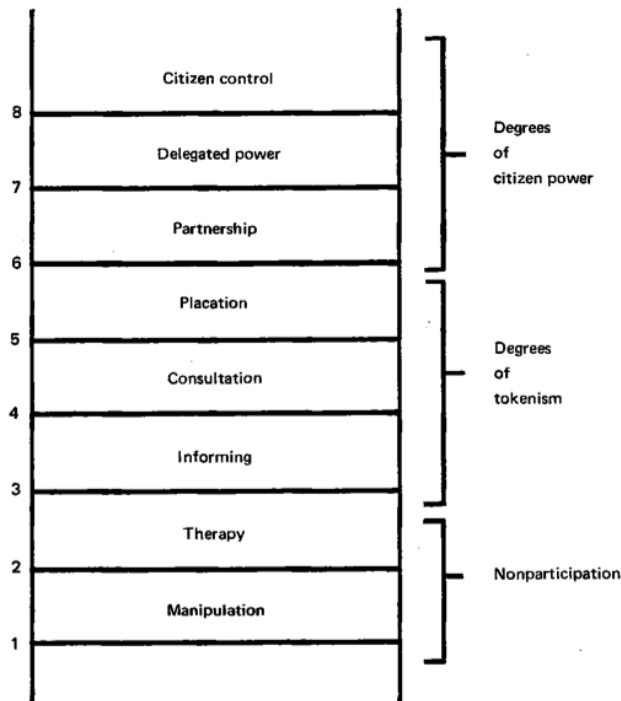 Citizen control
8
Delegated power
7
Partnership
6
Placation
5
Consultation
4
Informing
3
Therapy
2
Manipulation
1
Degrees
of
citizen power
Degrees
of
tokenism
Nonparticipation